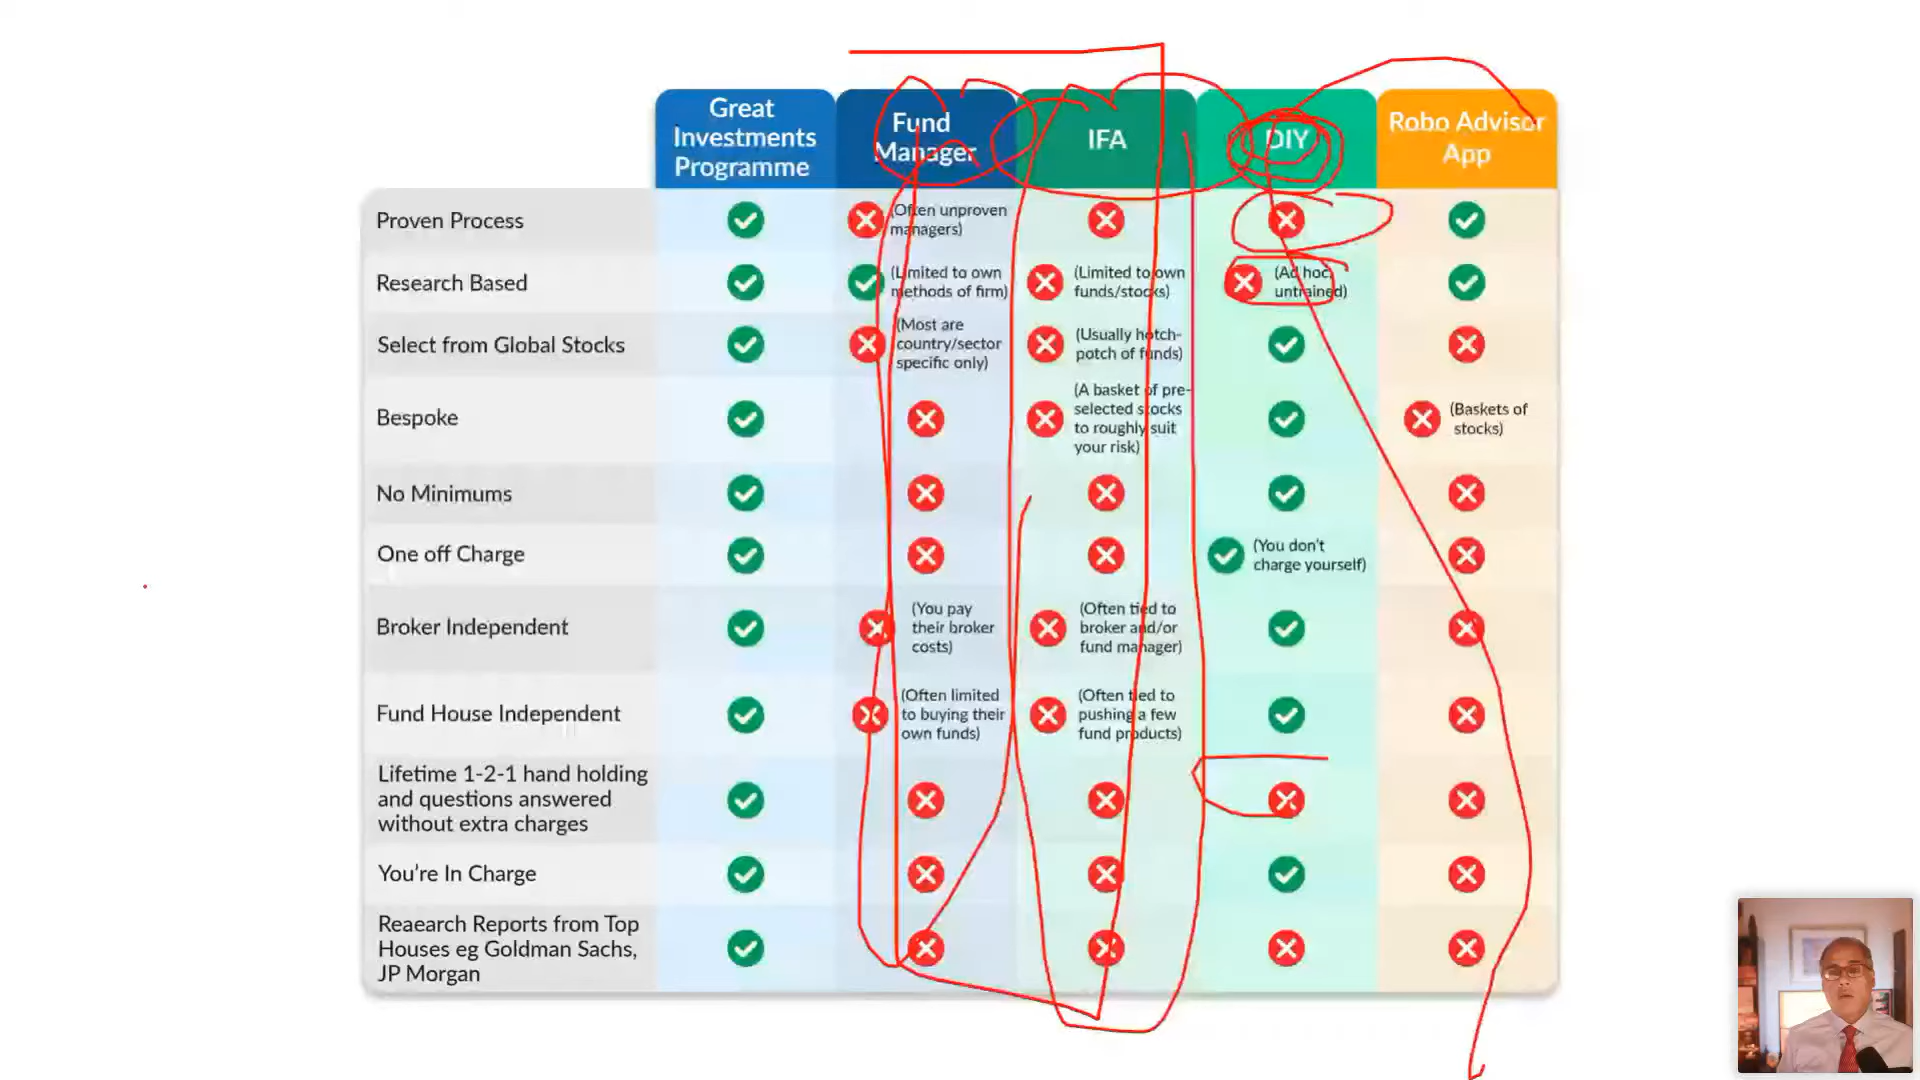 Great
Investments
Programme
Fund
Manager
IFA
DIY
Robo Advisor
App
Proven Process
(Often unproven
managers)
Research Based
(Limited to own
methods of firm)
(Limited to own
funds/stocks)
(Ad hoc,
untrained)
Select from Global Stocks
(Most are
country/sector
specific only)
(Usually hotch-
potch of funds)
Bespoke
(A basket of pre-
selected stocks
to roughly suit
your risk)
(Baskets of
stocks)
No Minimums
One off Charge
(You don't
charge yourself)
Broker Independent
(You pay
their broker
costs)
(Often tied to
broker and/or
fund manager)
Fund House Independent
(Often limited
to buying their
own funds)
(Often tied to
pushing a few
fund products)
Lifetime 1-2-1 hand holding
and questions answered
without extra charges
You're In Charge
Reaearch Reports from Top
Houses eg Goldman Sachs,
JP Morgan